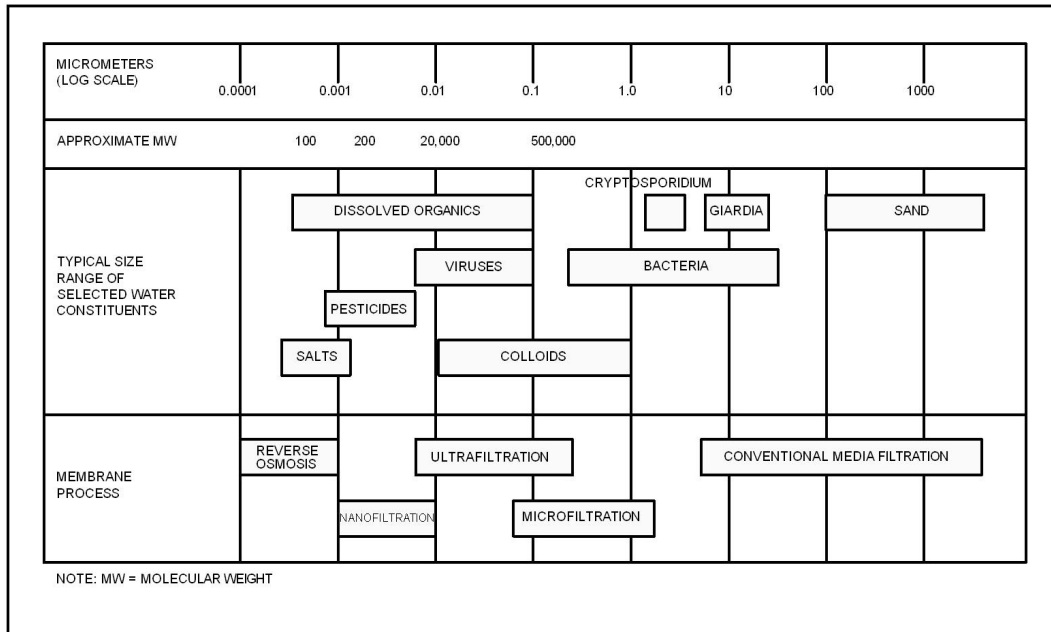 MICROMETERS
(LOG SCALE)
0.0001 0.001 0.01 0.1 1.0 10 100 1000
APPROXIMATE MW 100 200 20,000 500,000
TYPICAL SIZE
RANGE OF
SELECTED WATER
CONSTITUENTS
CRYPTOSPORIDIUM
DISSOLVED ORGANICS GIARDIA SAND
VIRUSES BACTERIA
PESTICIDES
SALTS COLLOIDS
MEMBRANE
PROCESS
REVERSE
OSMOSIS
ULTRAFILTRATION CONVENTIONAL MEDIA FILTRATION
NANOFILTRATION MICROFILTRATION
NOTE: MW = MOLECULAR WEIGHT